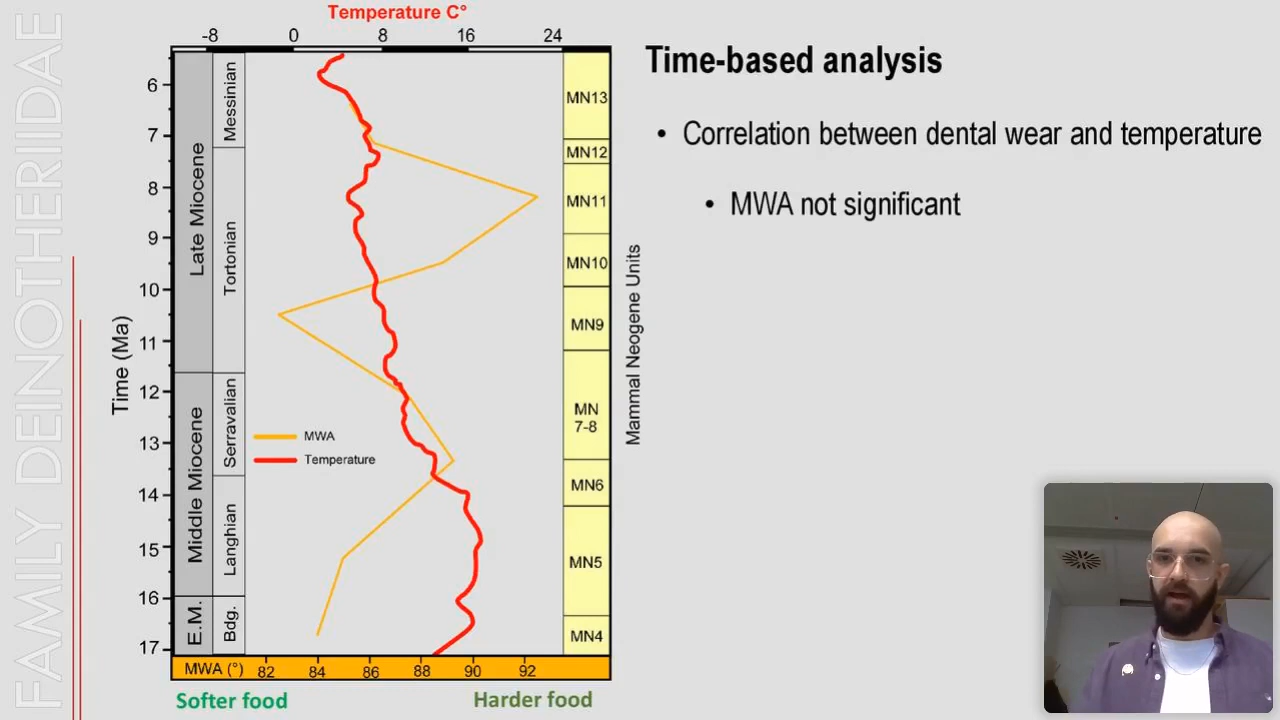 FAMILY DEINOTHERIIDAE
Temperature C°
-8 0 8 16 24
6
7
8
9
10
11
12
13
14
15
16
17
Time (Ma)
Late Miocene
Middle Miocene
E.M.
Messinian
Tortonian
Serravalian
Langhian
Bdg.
MWA
Temperature
MN13
MN12
MN11
MN10
MN9
MN
7-8
MN6
MN5
MN4
Mammal Neogene Units
MWA (°) 82 84 86 88 90 92
Softer food Harder food
Time-based analysis
• Correlation between dental wear and temperature
• MWA not significant